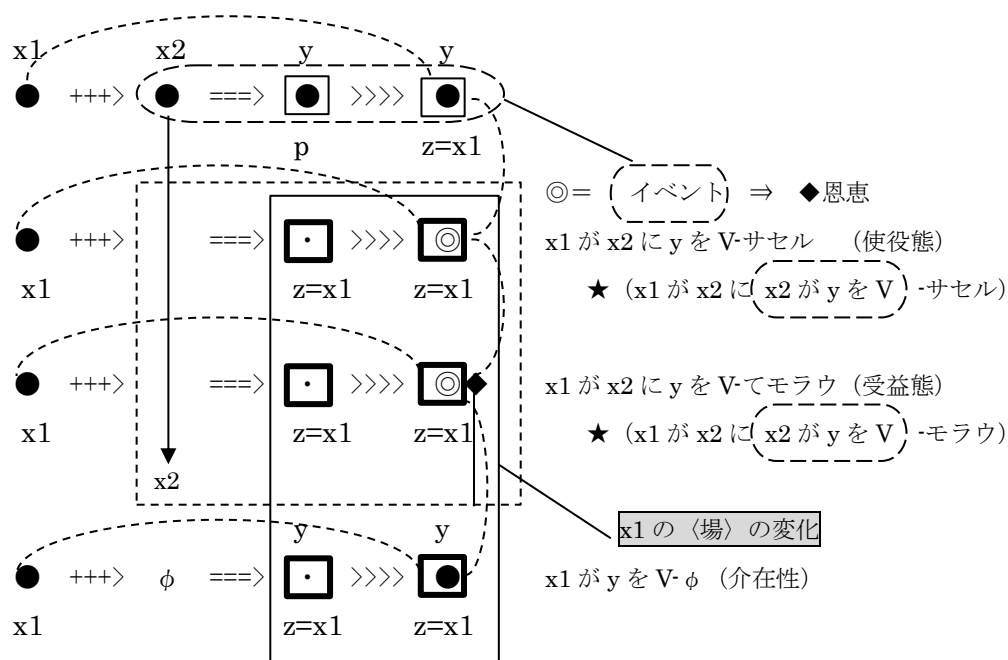 x1 x2 y y
+++> ===> >>>>
p z=x1
◎= イベント ⇒ ◆恩恵
===> ・ >>>> ◎
+++>
x1 z=x1 z=x1
x1 が x2 に y を V-サセル （使役態）
★（x1 が x2 に x2 が y を V -サセル）
+++> ===> ・ >>>> ◎ ◆
x1 z=x1 z=x1
x1 が x2 に y を V-てモラウ（受益態）
★（x1 が x2 に x2 が y を V -モラウ）
x2
x1 の〈場〉の変化
y y
+++> φ ===> ・ >>>>
x1 が y を V-φ（介在性）
x1 z=x1 z=x1